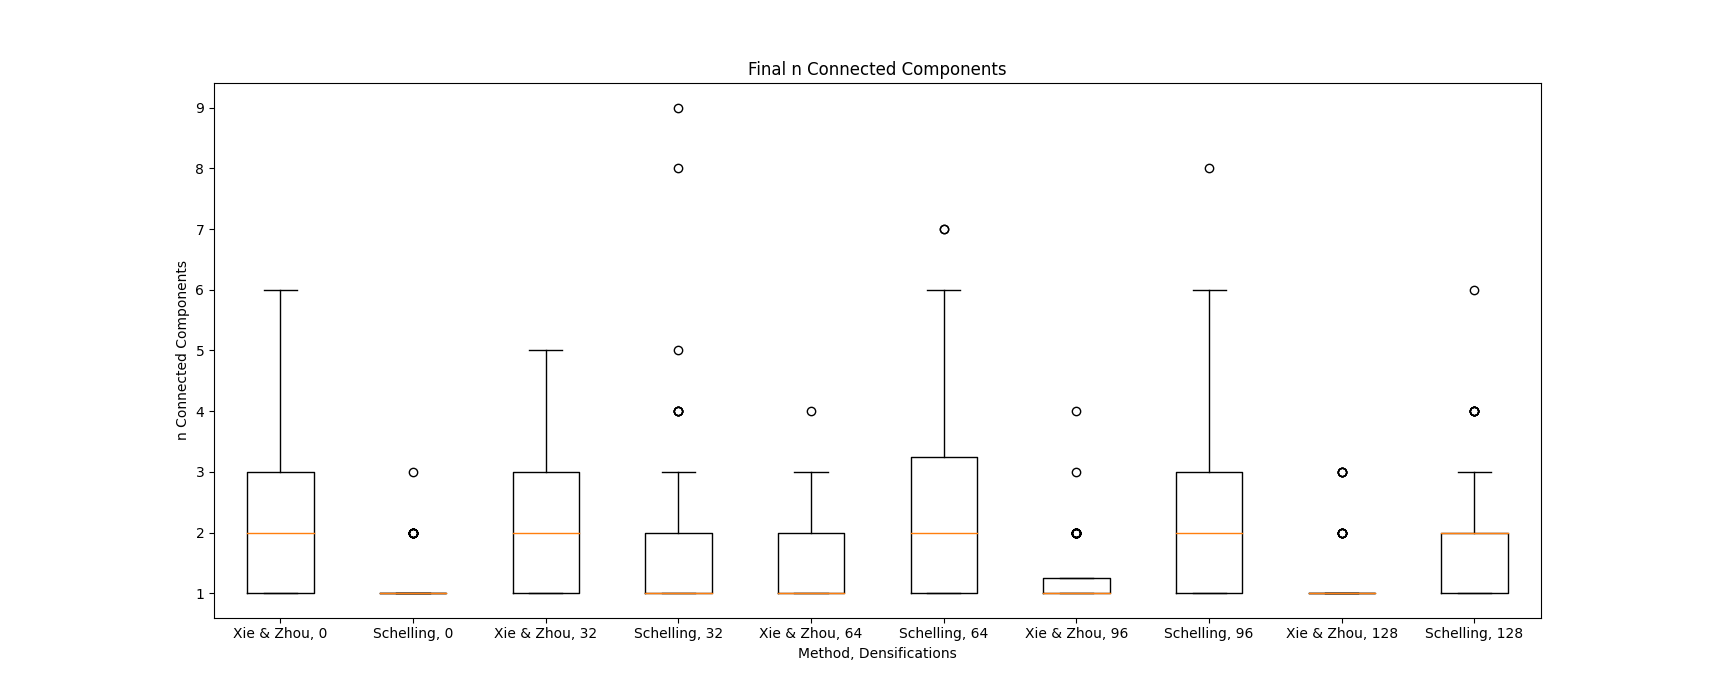 Final n Connected Components
n Connected Components
9
8
7
6
5
4
3
2
1
Xie & Zhou, 0
Schelling, 0
Xie & Zhou, 32
Schelling, 32
Xie & Zhou, 64
Schelling, 64
Xie & Zhou, 96
Schelling, 96
Xie & Zhou, 128
Schelling, 128
Method, Densifications